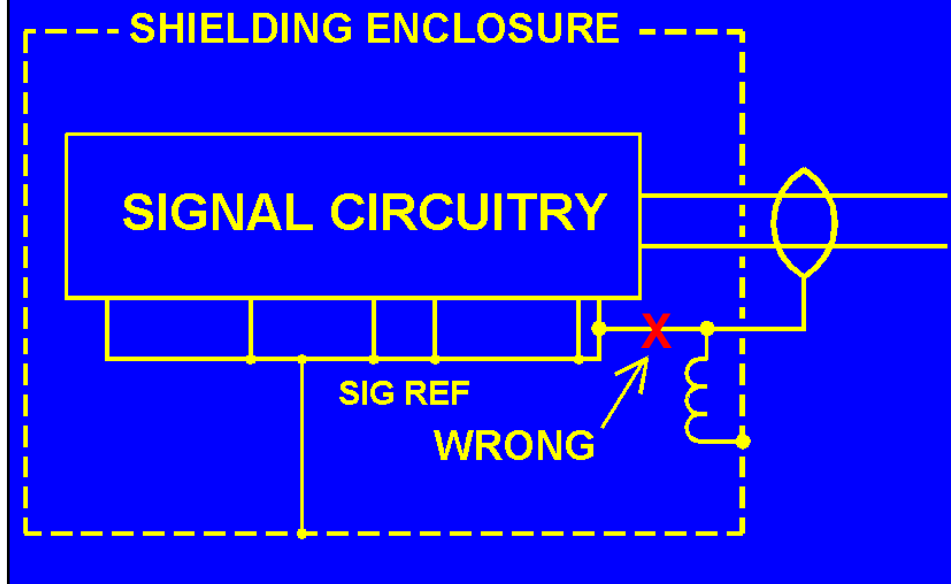 SHIELDING ENCLOSURE
SIGNAL CIRCUITRY
X
SIG REF
WRONG